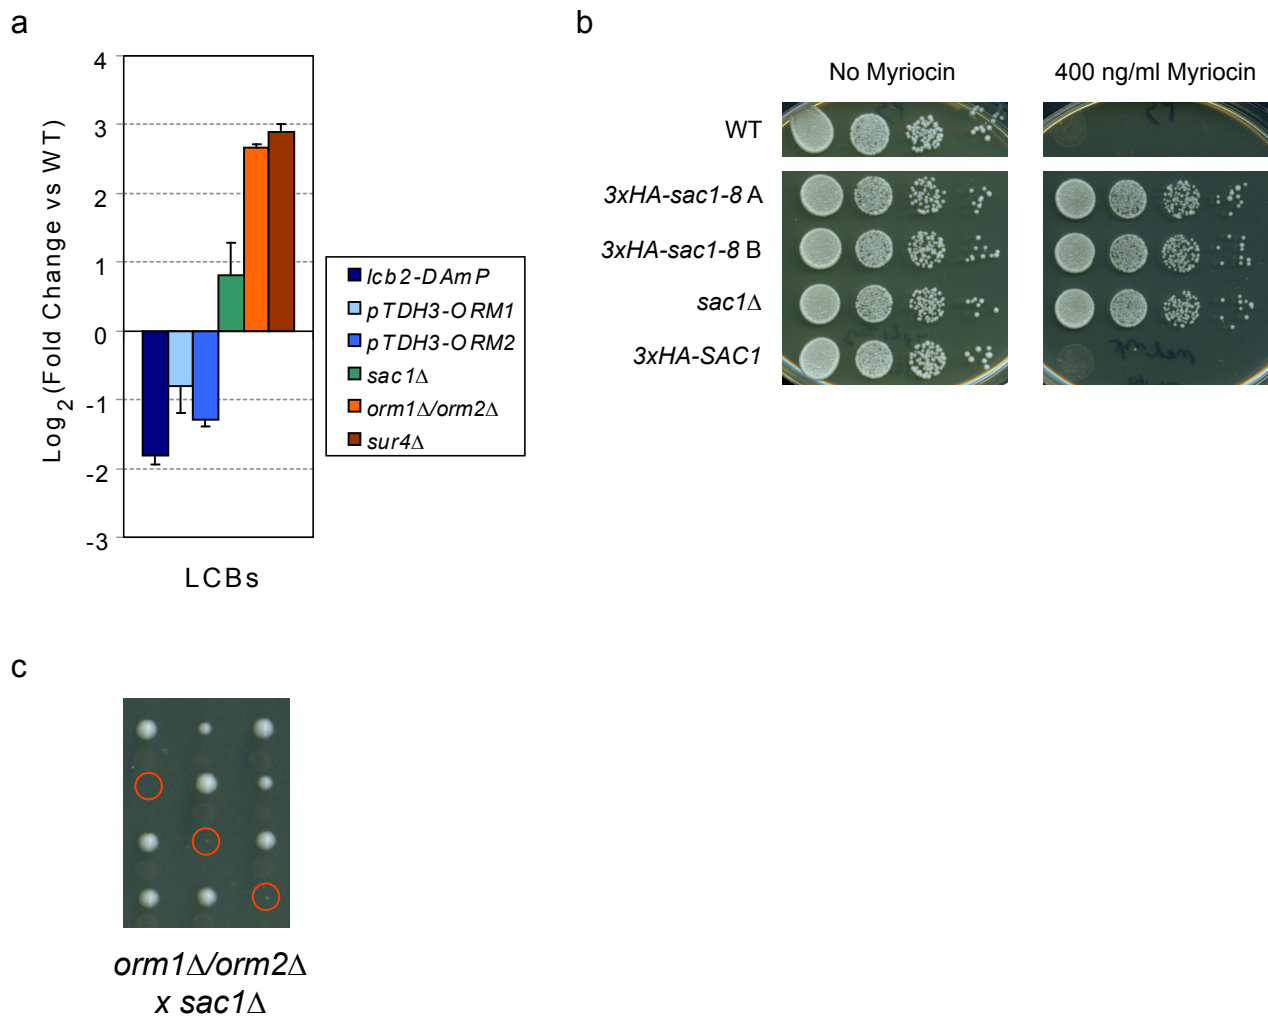 a
4
3
2
1
0
-1
-2
-3
Log2(Fold Change vs WT)
LCBs
lcb2-DAmP
pTDH3-ORM1
pTDH3-ORM2
sac1Δ
orm1Δ/orm2Δ
sur4Δ
b
No Myriocin
400 ng/ml Myriocin
WT
3xHA-sac1-8 A
3xHA-sac1-8 B
sac1Δ
3xHA-SAC1
c
orm1Δ/orm2Δ
x sac1Δ